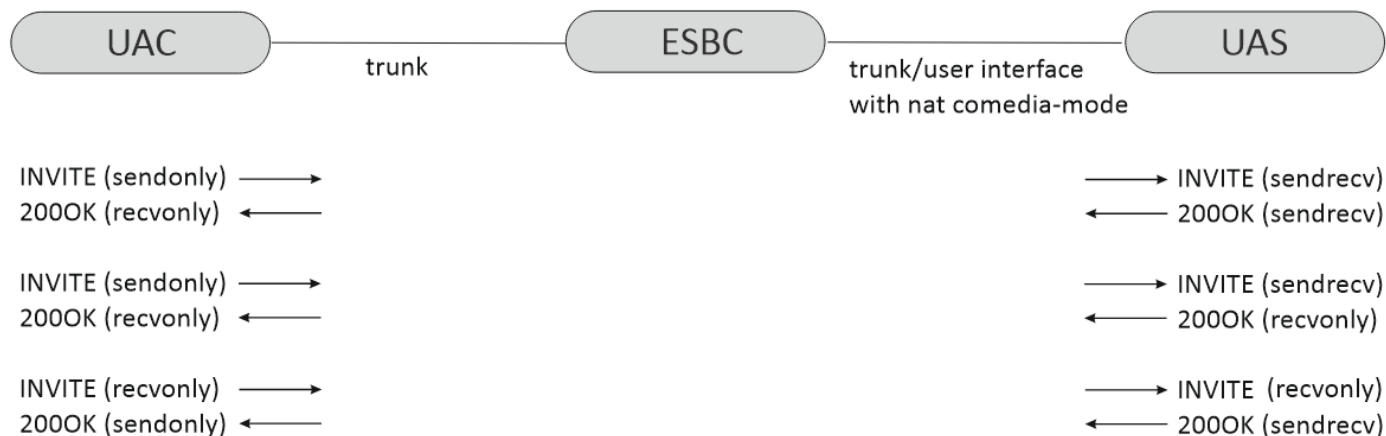 UAC ESBC UAS
trunk
trunk/user interface
with nat comedia-mode
INVITE (sendonly) INVITE (sendrecv)
200OK (recvonly) 200OK (sendrecv)
INVITE (sendonly) INVITE (sendrecv)
200OK (recvonly) 200OK (recvonly)
INVITE (recvonly) INVITE (recvonly)
200OK (sendonly) 200OK (sendrecv)